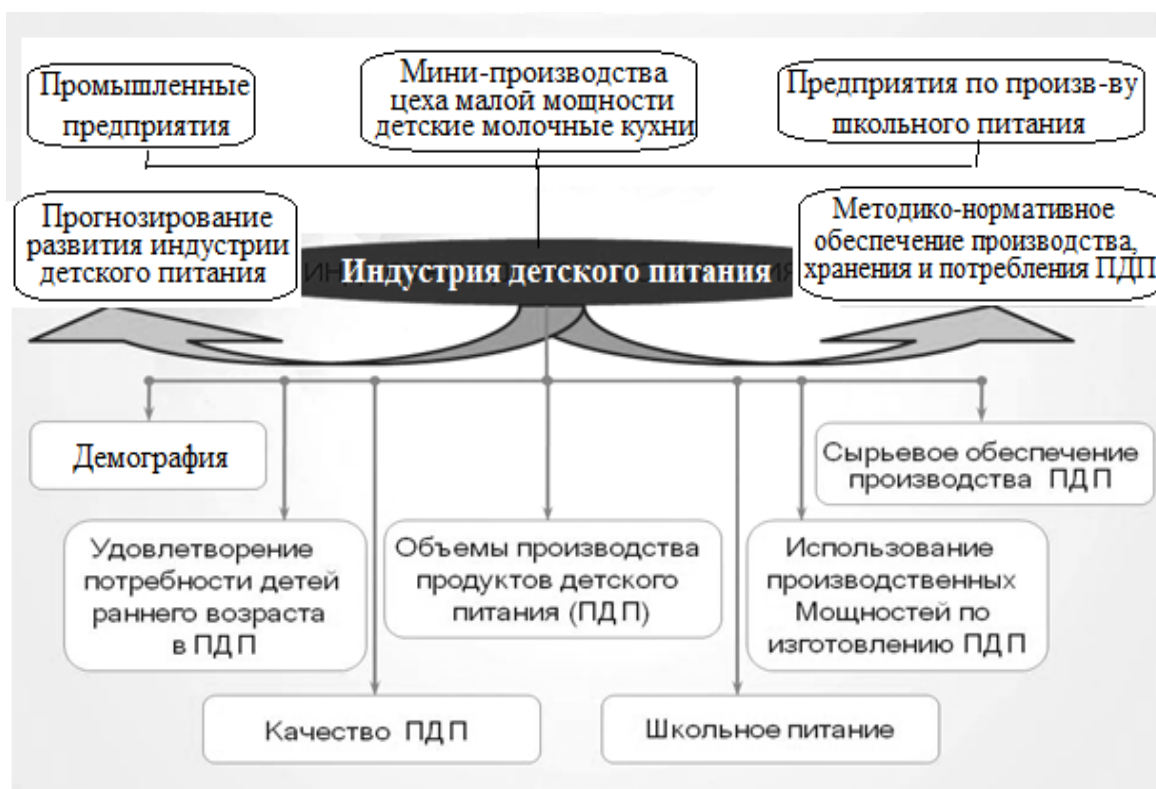 Промышленные
предприятия
Мини-производства
цеха малой мощности
детские молочные кухни
Предприятия по произв-ву
школьного питания
Прогнозирование
развития индустрии
детского питания
Индустрия детского питания
Методико-нормативное
обеспечение производства,
хранения и потребления ПДП
Демография
Сырьевое обеспечение
производства ПДП
Удовлетворение
потребности детей
раннего возраста
в ПДП
Объемы производства
продуктов детского
питания (ПДП)
Использование
производственных
Мощностей по
изготовлению ПДП
Качество ПДП
Школьное питание